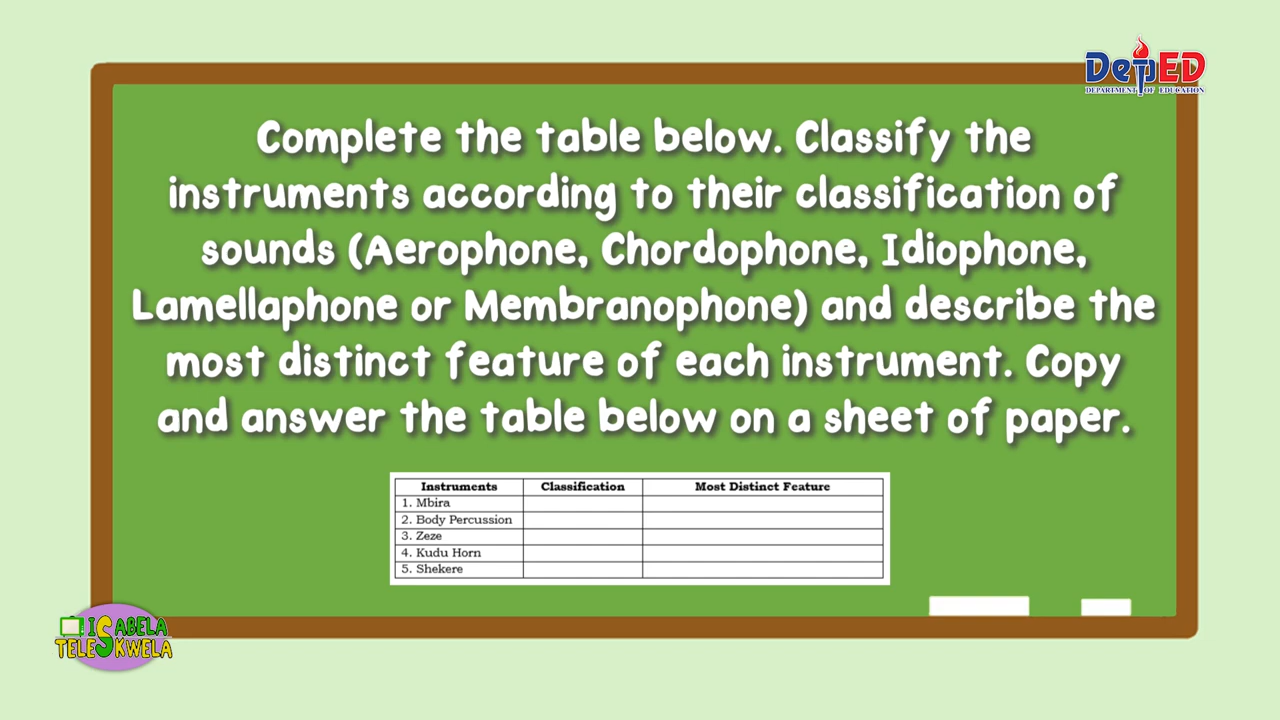 DepED
DEPARTMENT OF EDUCATION
Complete the table below. Classify the
instruments according to their classification of
sounds (Aerophone, Chordophone, Idiophone,
Lamellaphone or Membranophone) and describe the
most distinct feature of each instrument. Copy
and answer the table below on a sheet of paper.
Instruments Classification Most Distinct Feature
1. Mbira
2. Body Percussion
3. Zeze
4. Kudu Horn
5. Shekere
ISABELA
TELESKWELA